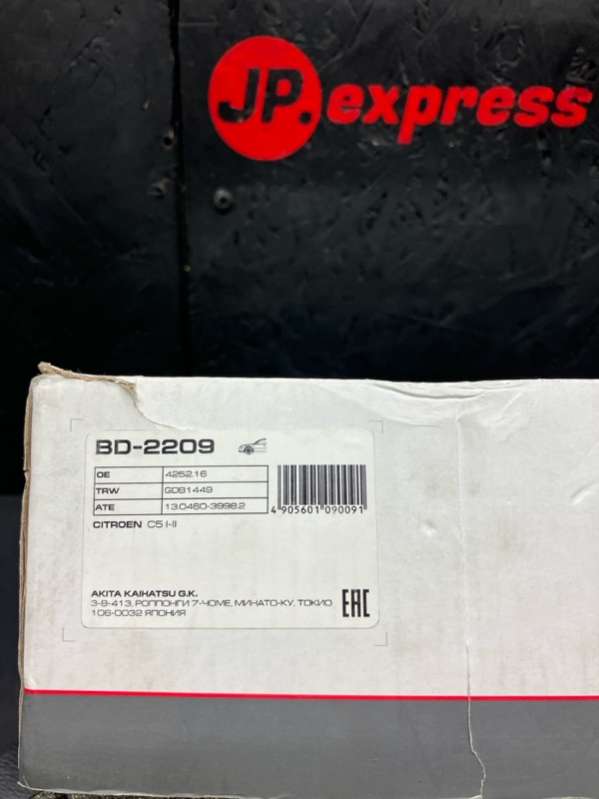 JP.express
BD-2209
OE 4252.16
TRW GDB1449
ATE 13.0460-3998.2
4 905601 090091
CITROEN C5 I-II
AKITA KAIHATSU G.K.
3-8-413, РОППОНГИ 7-ЧОМЕ, МИНАТО-КУ, ТОКИО
106-0032 ЯПОНИЯ
EAC